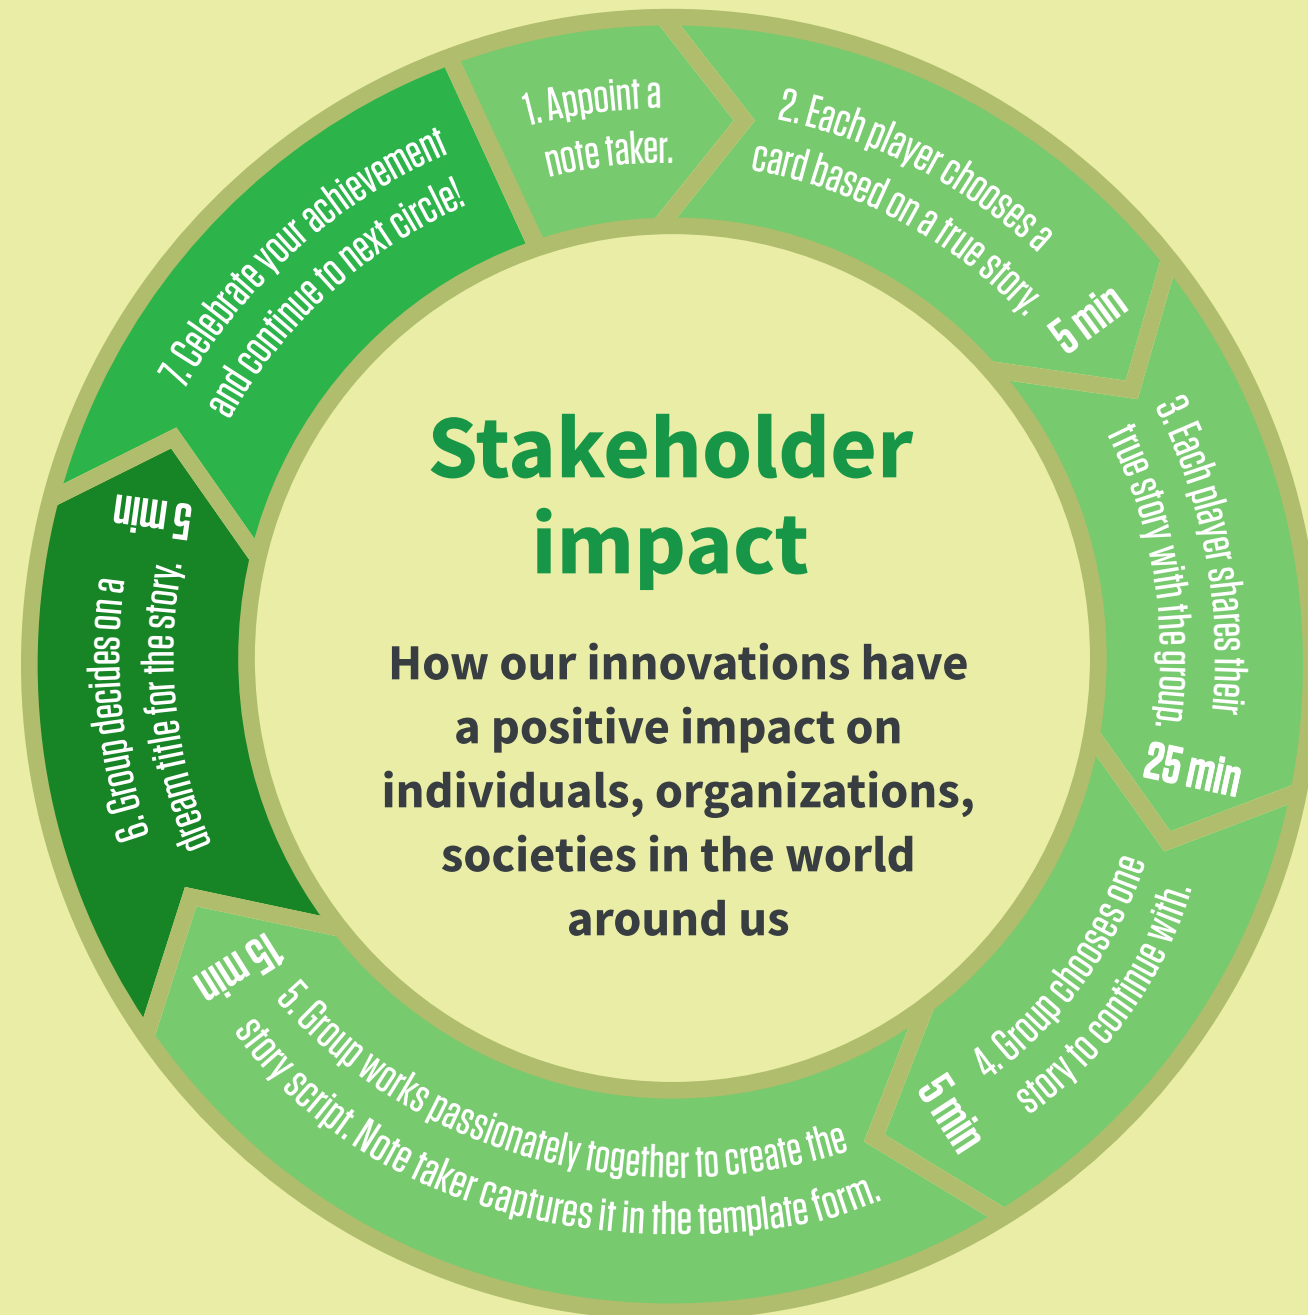 1. Appoint a
note taker.
2. Each player chooses a
card based on a true story.
5 min
3. Each player shares their
true story with the group.
25 min
4. Group chooses one
story to continue with.
5 min
5. Group works passionately together to create the
story script. Note taker captures it in the template form.
15 min
6. Group decides on a
dream title for the story.
5 min
7. Celebrate your achievement
and continue to next circle!
Stakeholder
impact
How our innovations have
a positive impact on
individuals, organizations,
societies in the world
around us